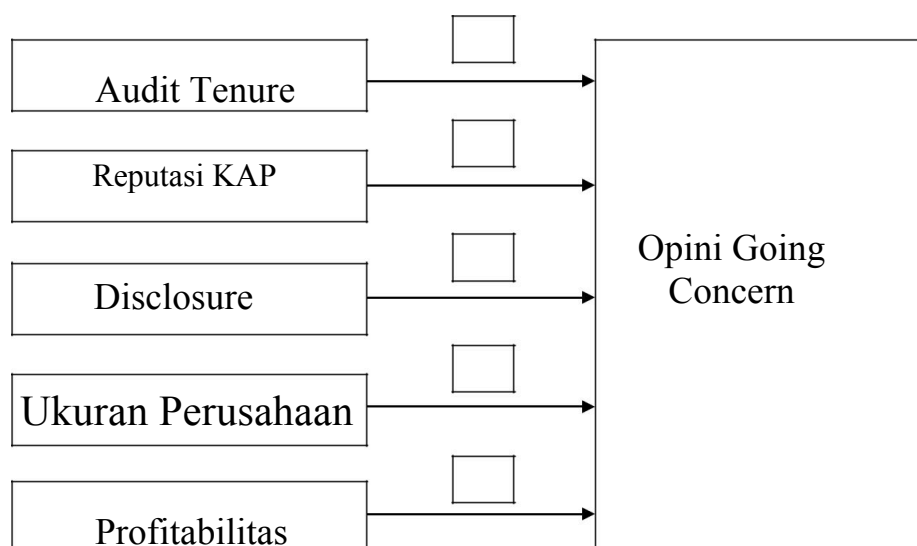 Audit Tenure
Reputasi KAP
Disclosure
Opini Going
Concern
Ukuran Perusahaan
Profitabilitas